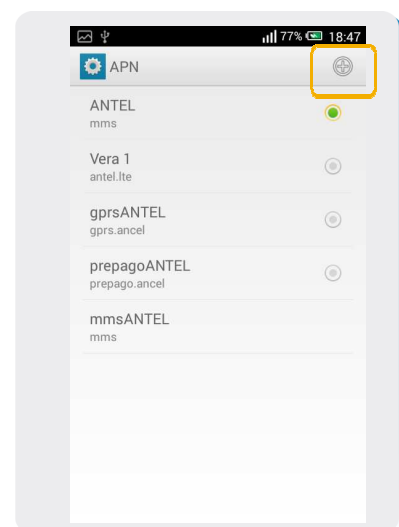 77% 18:47
APN
ANTEL
mms
Vera 1
antel.lte
gprsANTEL
gprs.ancel
prepagoANTEL
prepago.ancel
mmsANTEL
mms